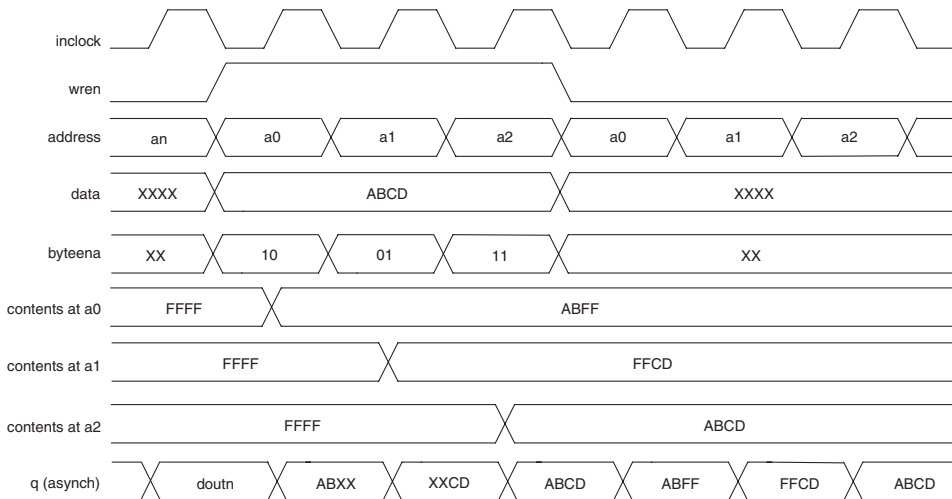 inclock
wren
address an a0 a1 a2 a0 a1 a2
data XXXX ABCD XXXX
byteena XX 10 01 11 XX
contents at a0 FFFF ABFF
contents at a1 FFFF FFCD
contents at a2 FFFF ABCD
q (asynch) doutn ABXX XXCD ABCD ABFF FFCD ABCD